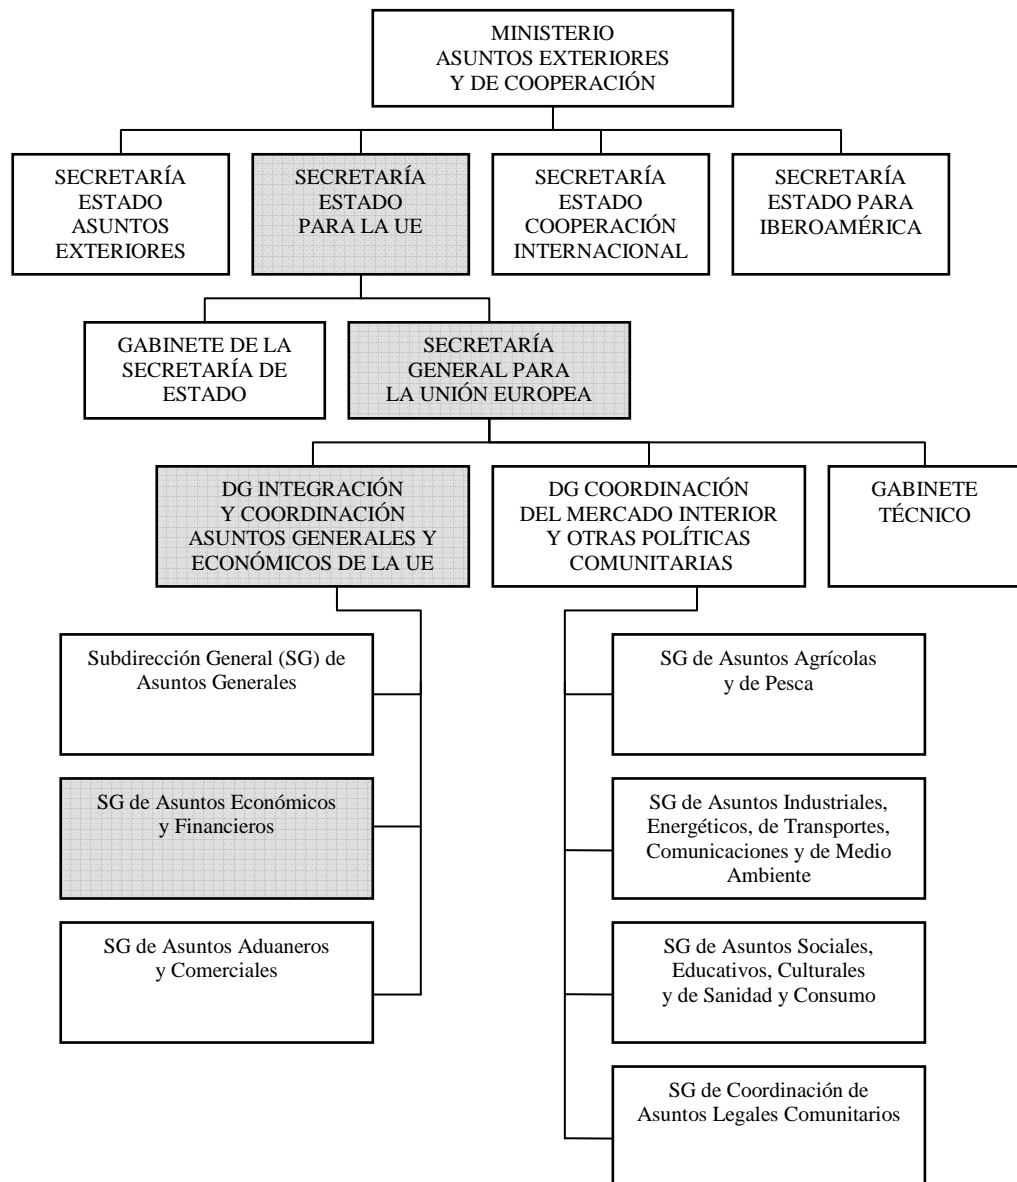 MINISTERIO
ASUNTOS EXTERIORES
Y DE COOPERACIÓN
SECRETARÍA
ESTADO
ASUNTOS
EXTERIORES
SECRETARÍA
ESTADO
PARA LA UE
SECRETARÍA
ESTADO
COOPERACIÓN
INTERNACIONAL
SECRETARÍA
ESTADO PARA
IBEROAMÉRICA
GABINETE DE LA
SECRETARÍA DE
ESTADO
SECRETARÍA
GENERAL PARA
LA UNIÓN EUROPEA
DG INTEGRACIÓN
Y COORDINACIÓN
ASUNTOS GENERALES Y
ECONÓMICOS DE LA UE
DG COORDINACIÓN
DEL MERCADO INTERIOR
Y OTRAS POLÍTICAS
COMUNITARIAS
GABINETE
TÉCNICO
Subdirección General (SG) de
Asuntos Generales
SG de Asuntos Económicos
y Financieros
SG de Asuntos Aduaneros
y Comerciales
SG de Asuntos Agrícolas
y de Pesca
SG de Asuntos Industriales,
Energéticos, de Transportes,
Comunicaciones y de Medio
Ambiente
SG de Asuntos Sociales,
Educativos, Culturales
y de Sanidad y Consumo
SG de Coordinación de
Asuntos Legales Comunitarios